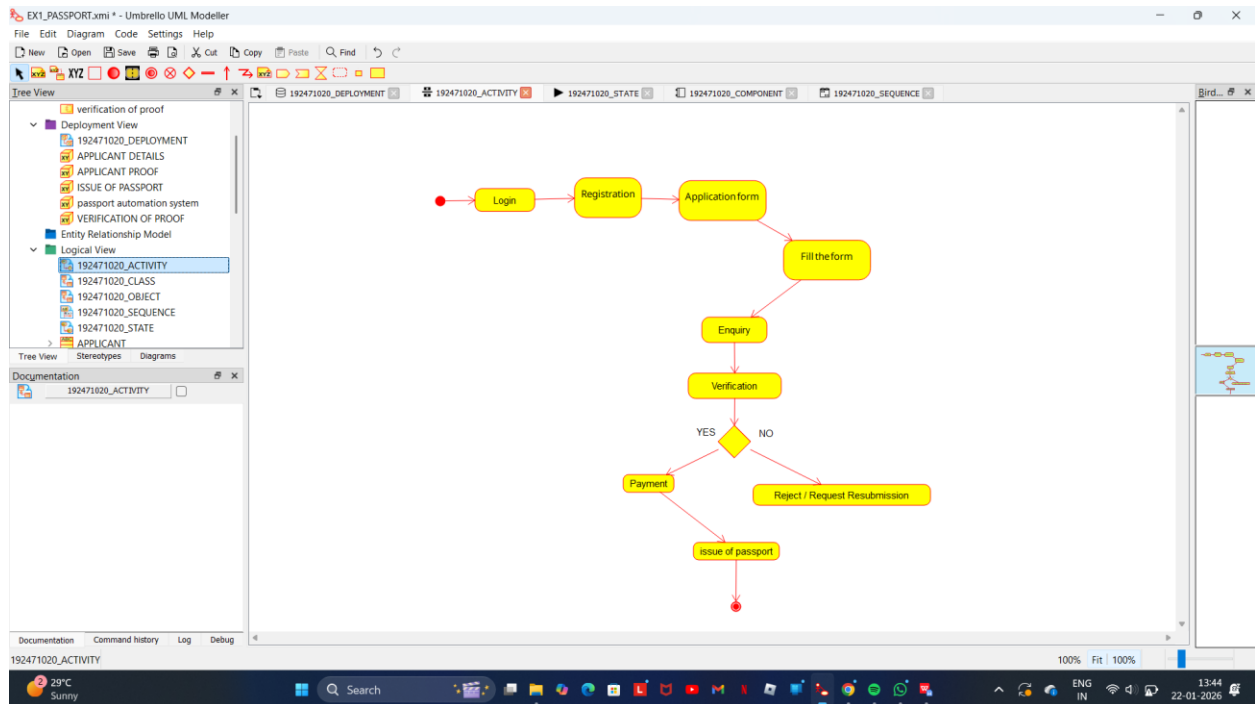 EX1_PASSPORT.xmi * - Umbrello UML Modeller
File Edit Diagram Code Settings Help
New Open Save Cut Copy Paste Find
XYZ XYZ XYZ
Tree View
192471020_DEPLOYMENT 192471020_ACTIVITY 192471020_STATE 192471020_COMPONENT 192471020_SEQUENCE
Bird...
verification of proof
Deployment View
192471020_DEPLOYMENT
APPLICANT DETAILS
APPLICANT PROOF
ISSUE OF PASSPORT
passport automation system
VERIFICATION OF PROOF
Entity Relationship Model
Logical View
192471020_ACTIVITY
192471020_CLASS
192471020_OBJECT
192471020_SEQUENCE
192471020_STATE
APPLICANT
Tree View Stereotypes Diagrams
Documentation
192471020_ACTIVITY
Documentation Command history Log Debug
Login
Registration
Application form
Fill the form
Enquiry
Verification
YES NO
Payment
Reject / Request Resubmission
issue of passport
192471020_ACTIVITY
100% Fit 100%
2
29°C
Sunny
Search
L
ENG
IN
13:44
22-01-2026